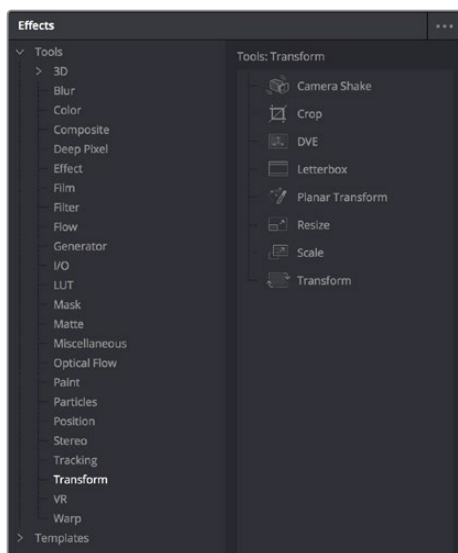 Effects
Tools
3D
Blur
Color
Composite
Deep Pixel
Effect
Film
Filter
Flow
Generator
I/O
LUT
Mask
Matte
Miscellaneous
Optical Flow
Paint
Particles
Position
Stereo
Tracking
Transform
VR
Warp
Templates
Tools: Transform
Camera Shake
Crop
DVE
Letterbox
Planar Transform
Resize
Scale
Transform